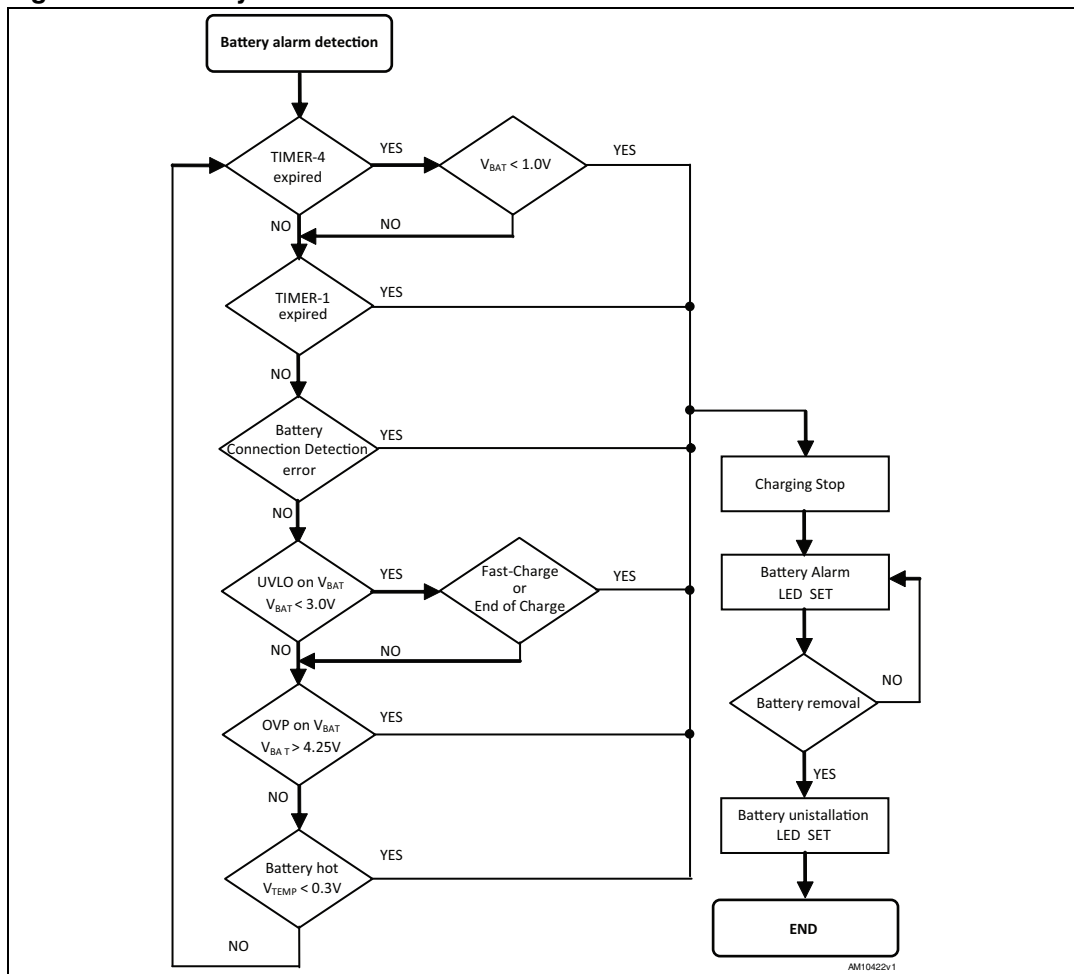 Battery alarm detection
TIMER-4
expired
YES
V_BAT < 1.0V
YES
NO
NO
TIMER-1
expired
YES
NO
Battery
Connection Detection
error
YES
NO
UVLO on V_BAT
V_BAT < 3.0V
YES
Fast-Charge
or
End of Charge
YES
NO
NO
OVP on V_BAT
V_BA T > 4.25V
YES
NO
Battery hot
V_TEMP < 0.3V
YES
NO
Charging Stop
Battery Alarm
LED SET
Battery removal
NO
YES
Battery unistallation
LED SET
END
AM10422v1